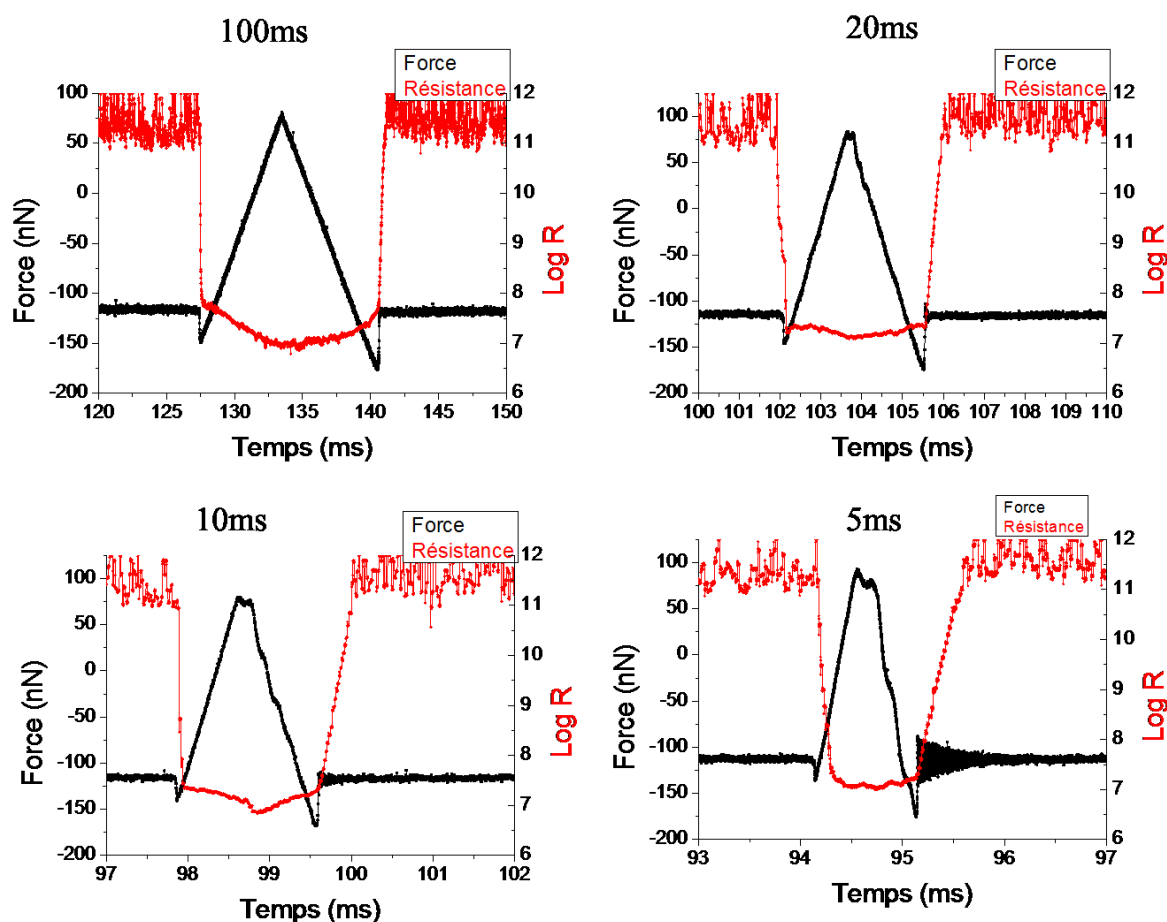 100ms
Force
Résistance
100
50
0
-50
-100
-150
-200
Force (nN)
12
11
10
9
8
7
6
Log R
120 125 130 135 140 145 150
Temps (ms)
20ms
Force
Résistance
100
50
0
-50
-100
-150
-200
Force (nN)
12
11
10
9
8
7
6
Log R
100 101 102 103 104 105 106 107 108 109 110
Temps (ms)
10ms
Force
Résistance
100
50
0
-50
-100
-150
-200
Force (nN)
12
11
10
9
8
7
6
Log R
97 98 99 100 101 102
Temps (ms)
5ms
Force
Résistance
100
50
0
-50
-100
-150
-200
Force (nN)
12
11
10
9
8
7
6
Log R
93 94 95 96 97
Temps (ms)